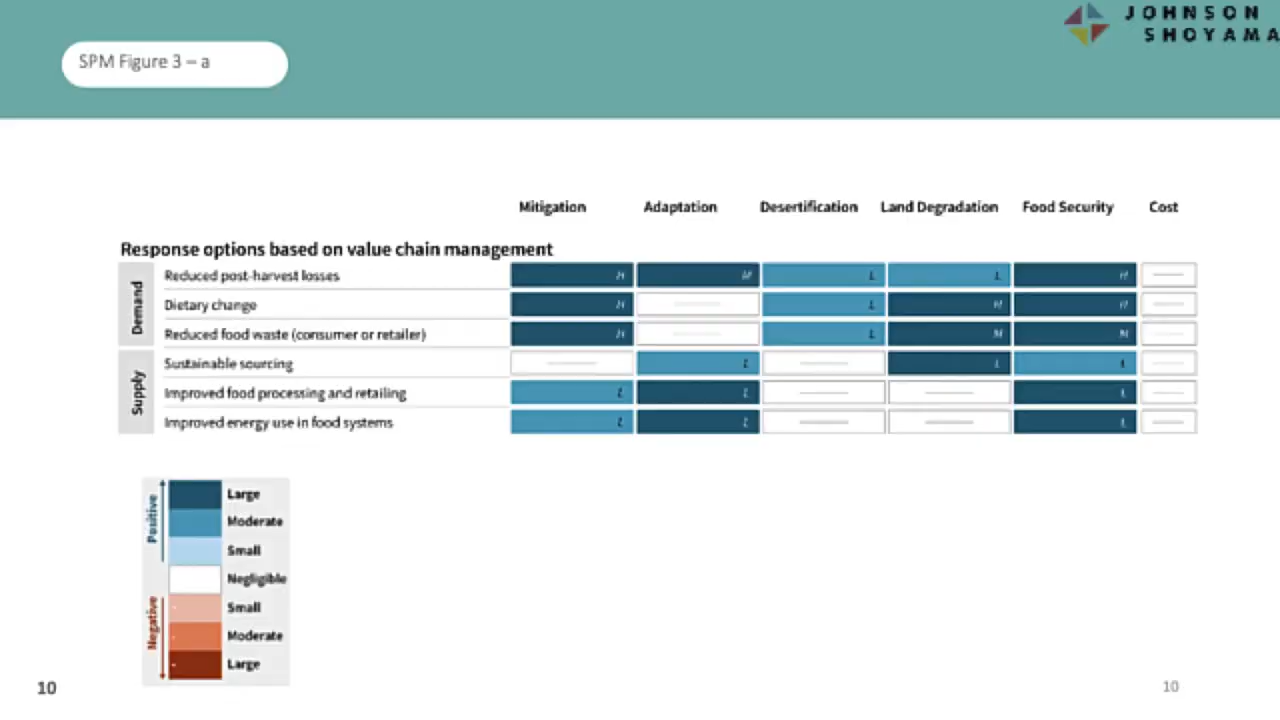 JOHNSON
SHOYAMA
SPM Figure 3 – a
Mitigation Adaptation Desertification Land Degradation Food Security Cost
Response options based on value chain management
Demand
Reduced post-harvest losses H M L L H
Dietary change H L H H
Reduced food waste (consumer or retailer) H L M M
Supply
Sustainable sourcing L L L
Improved food processing and retailing L L L
Improved energy use in food systems L L L
Positive
Large
Moderate
Small
Negligible
Negative
Small
Moderate
Large
10
10